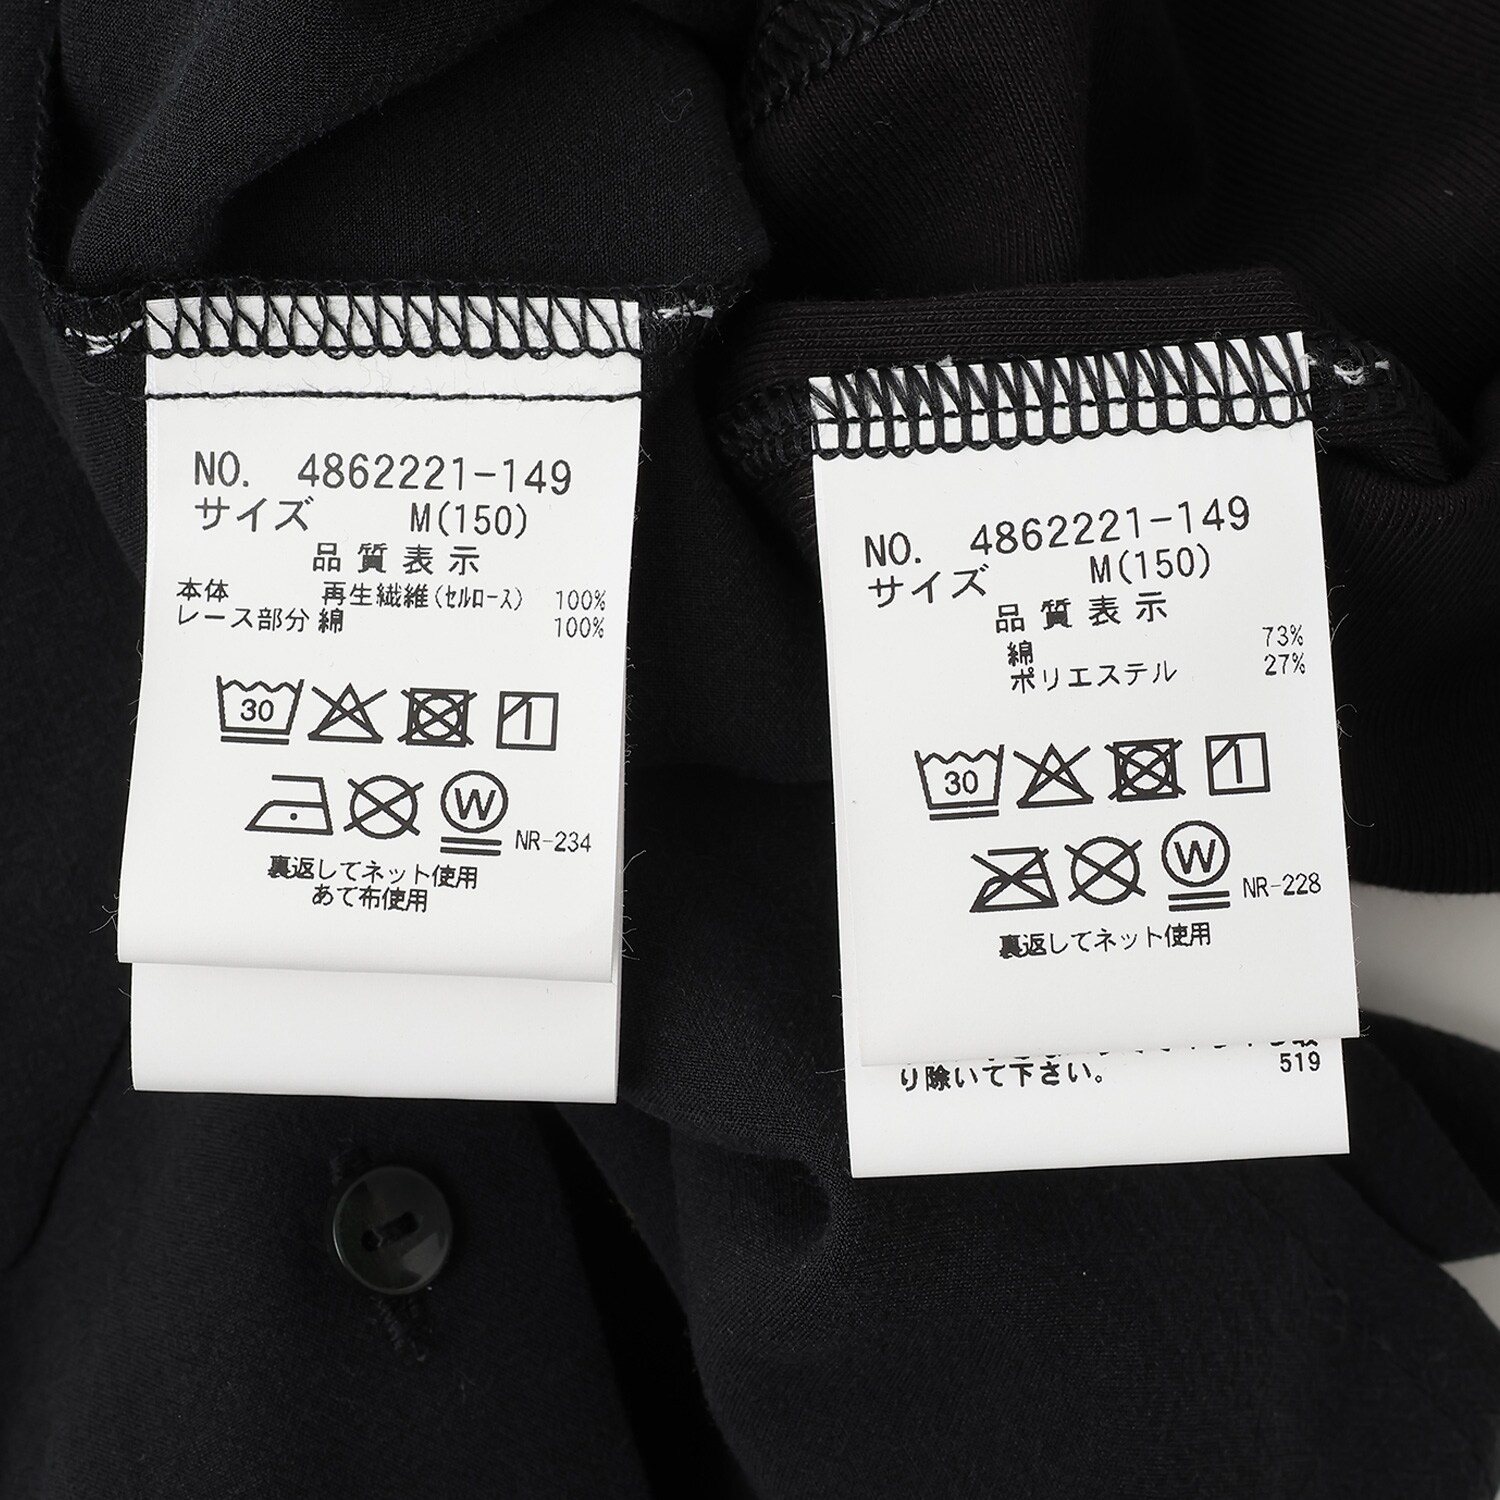 NO. 4862221-149
サイズ M(150)
品質表示
本体 再生繊維(セルロース) 100%
レース部分 綿 100%
30
W NR-234
裏返してネット使用
あて布使用
NO. 4862221-149
サイズ M(150)
品質表示
綿 73%
ポリエステル 27%
30
W NR-228
裏返してネット使用
り除いて下さい。 519